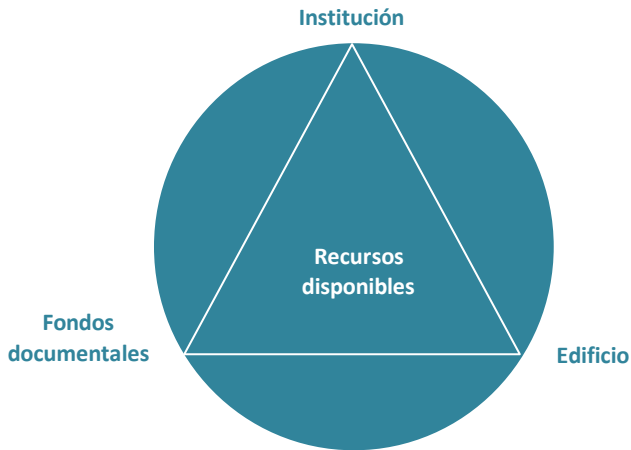 Institución
Recursos
disponibles
Fondos
documentales
Edificio